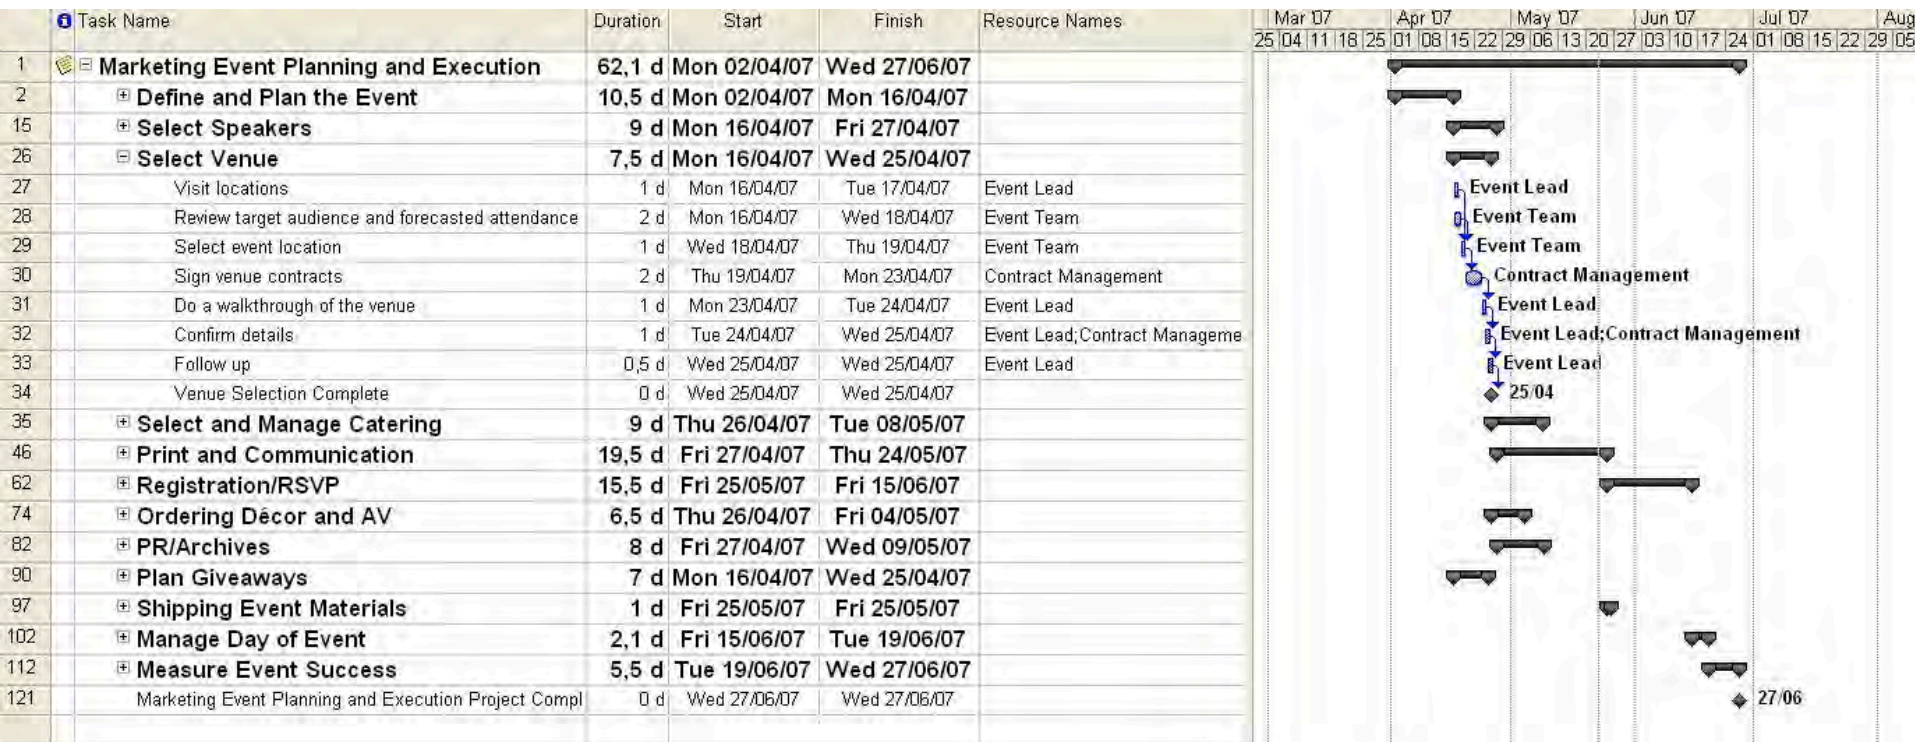 Task Name Duration Start Finish Resource Names Mar '07 Apr '07 May '07 Jun '07 Jul '07 Aug
25 04 11 18 25 01 08 15 22 29 06 13 20 27 03 10 17 24 01 08 15 22 29 05
1 Marketing Event Planning and Execution 62,1 d Mon 02/04/07 Wed 27/06/07
2 Define and Plan the Event 10,5 d Mon 02/04/07 Mon 16/04/07
15 Select Speakers 9 d Mon 16/04/07 Fri 27/04/07
26 Select Venue 7,5 d Mon 16/04/07 Wed 25/04/07
27 Visit locations 1 d Mon 16/04/07 Tue 17/04/07 Event Lead Event Lead
28 Review target audience and forecasted attendance 2 d Mon 16/04/07 Wed 18/04/07 Event Team Event Team
29 Select event location 1 d Wed 18/04/07 Thu 19/04/07 Event Team Event Team
30 Sign venue contracts 2 d Thu 19/04/07 Mon 23/04/07 Contract Management Contract Management
31 Do a walkthrough of the venue 1 d Mon 23/04/07 Tue 24/04/07 Event Lead Event Lead
32 Confirm details 1 d Tue 24/04/07 Wed 25/04/07 Event Lead;Contract Manageme Event Lead;Contract Management
33 Follow up 0,5 d Wed 25/04/07 Wed 25/04/07 Event Lead Event Lead
34 Venue Selection Complete 0 d Wed 25/04/07 Wed 25/04/07 25/04
35 Select and Manage Catering 9 d Thu 26/04/07 Tue 08/05/07
46 Print and Communication 19,5 d Fri 27/04/07 Thu 24/05/07
62 Registration/RSVP 15,5 d Fri 25/05/07 Fri 15/06/07
74 Ordering Décor and AV 6,5 d Thu 26/04/07 Fri 04/05/07
82 PR/Archives 8 d Fri 27/04/07 Wed 09/05/07
90 Plan Giveaways 7 d Mon 16/04/07 Wed 25/04/07
97 Shipping Event Materials 1 d Fri 25/05/07 Fri 25/05/07
102 Manage Day of Event 2,1 d Fri 15/06/07 Tue 19/06/07
112 Measure Event Success 5,5 d Tue 19/06/07 Wed 27/06/07
121 Marketing Event Planning and Execution Project Compl 0 d Wed 27/06/07 Wed 27/06/07 27/06